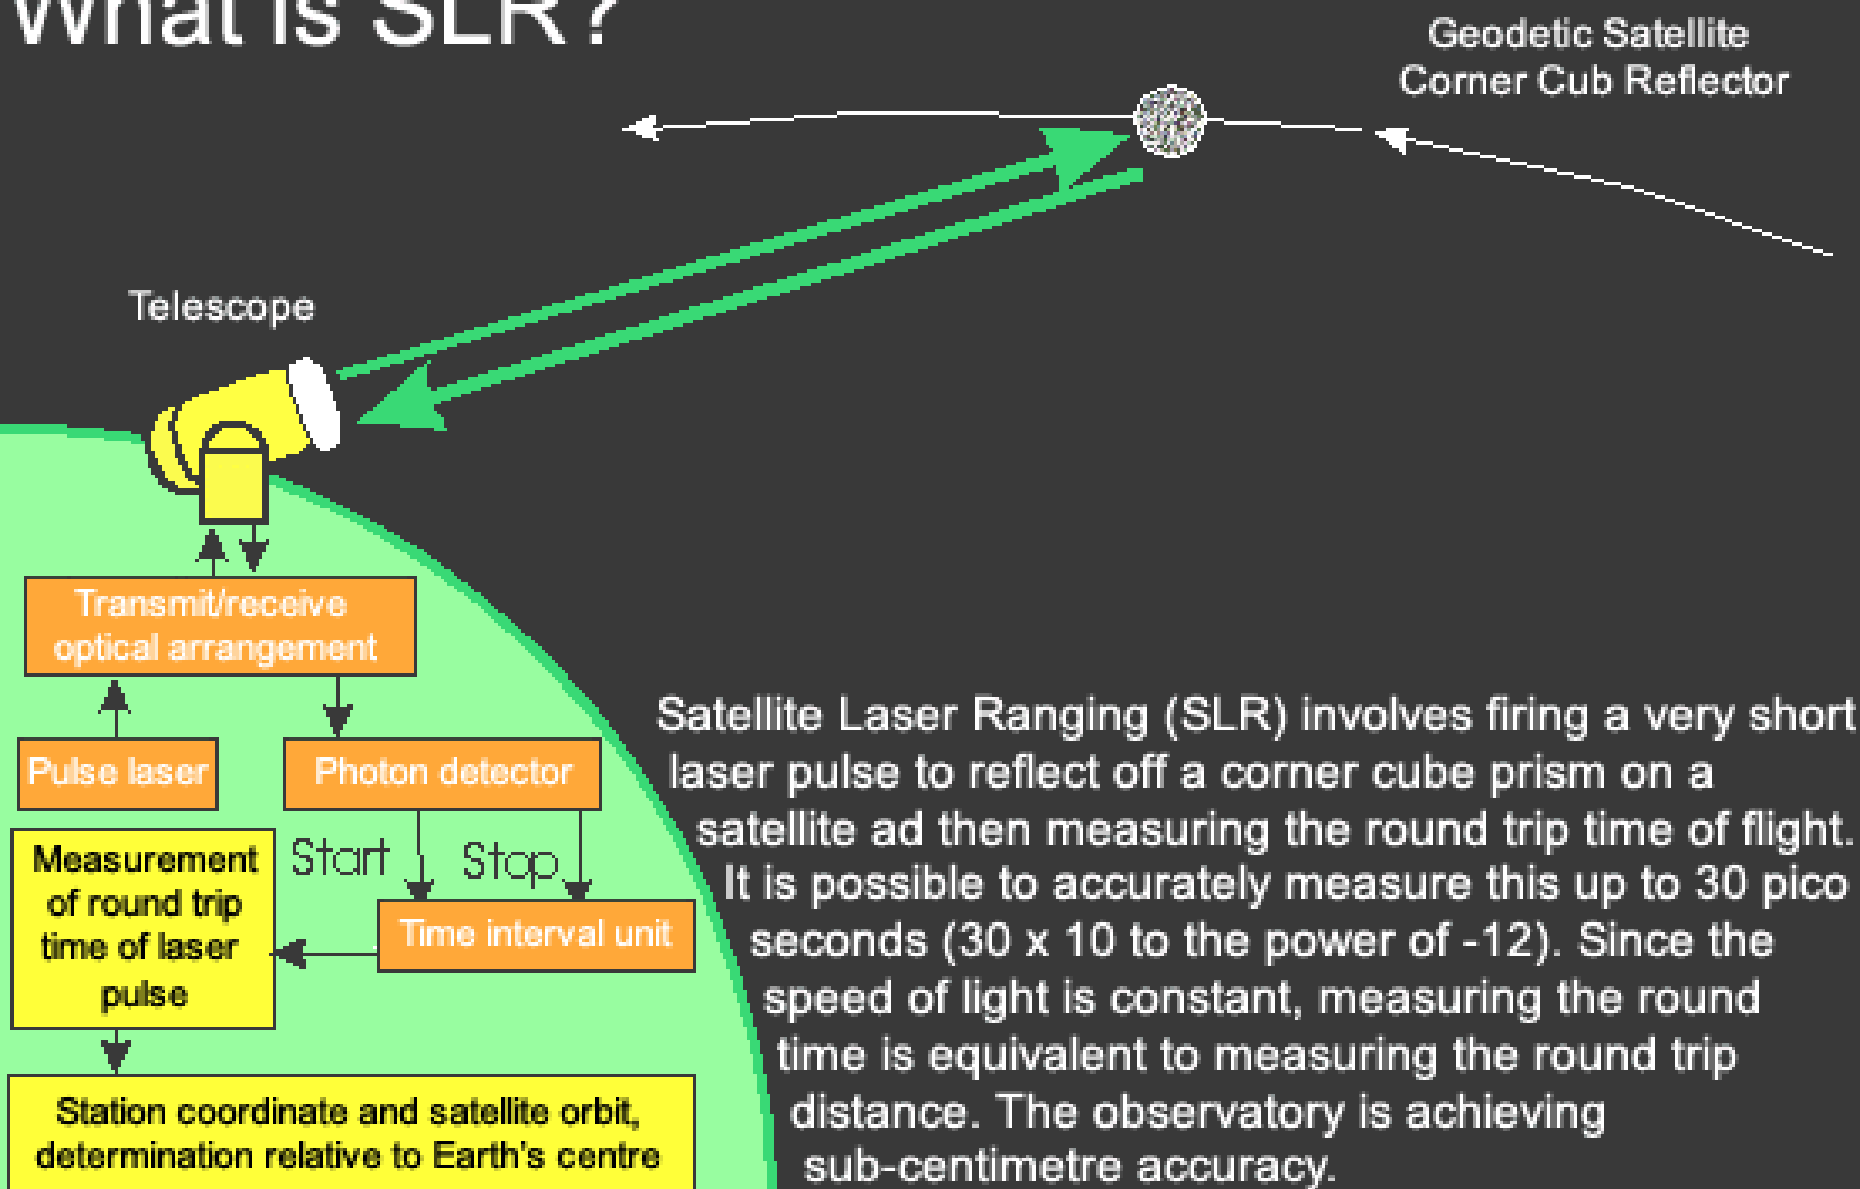 What is SLR?
Geodetic Satellite
Corner Cub Reflector
Telescope
Transmit/receive
optical arrangement
Pulse laser
Photon detector
Start
Stop
Time interval unit
Measurement
of round trip
time of laser
pulse
Station coordinate and satellite orbit,
determination relative to Earth's centre
Satellite Laser Ranging (SLR) involves firing a very short
laser pulse to reflect off a corner cube prism on a
satellite ad then measuring the round trip time of flight.
It is possible to accurately measure this up to 30 pico
seconds (30 x 10 to the power of -12). Since the
speed of light is constant, measuring the round
time is equivalent to measuring the round trip
distance. The observatory is achieving
sub-centimetre accuracy.